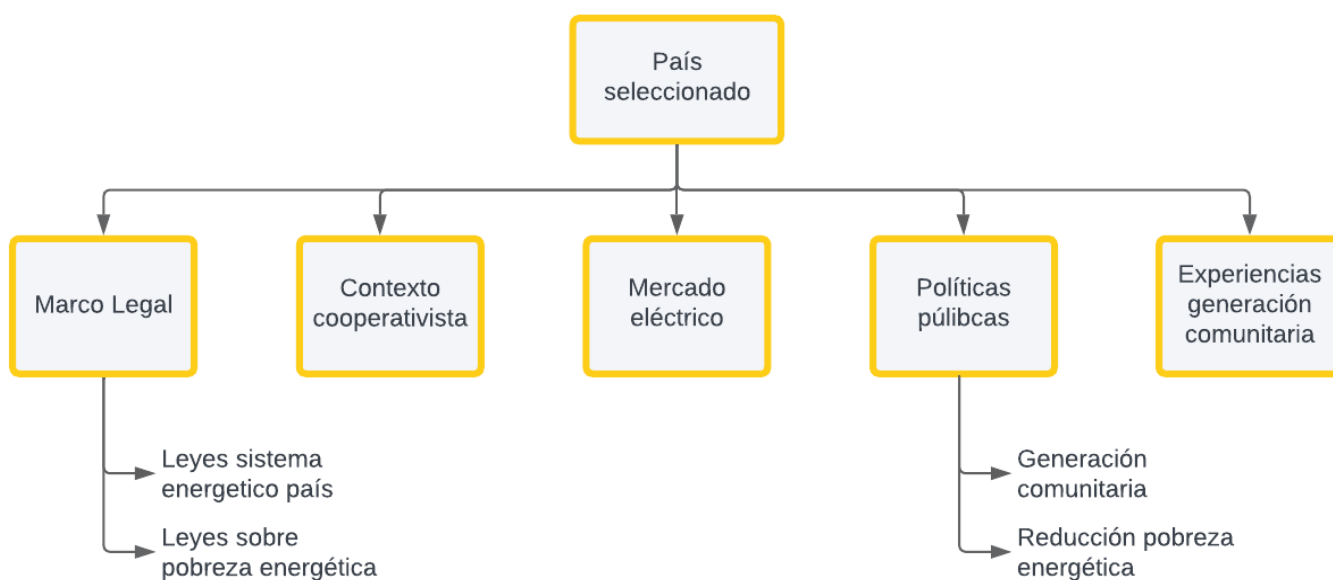 País
seleccionado
Marco Legal
Contexto
cooperativista
Mercado
eléctrico
Políticas
púlibcas
Experiencias
generación
comunitaria
Leyes sistema
energetico país
Leyes sobre
pobreza energética
Generación
comunitaria
Reducción pobreza
energética